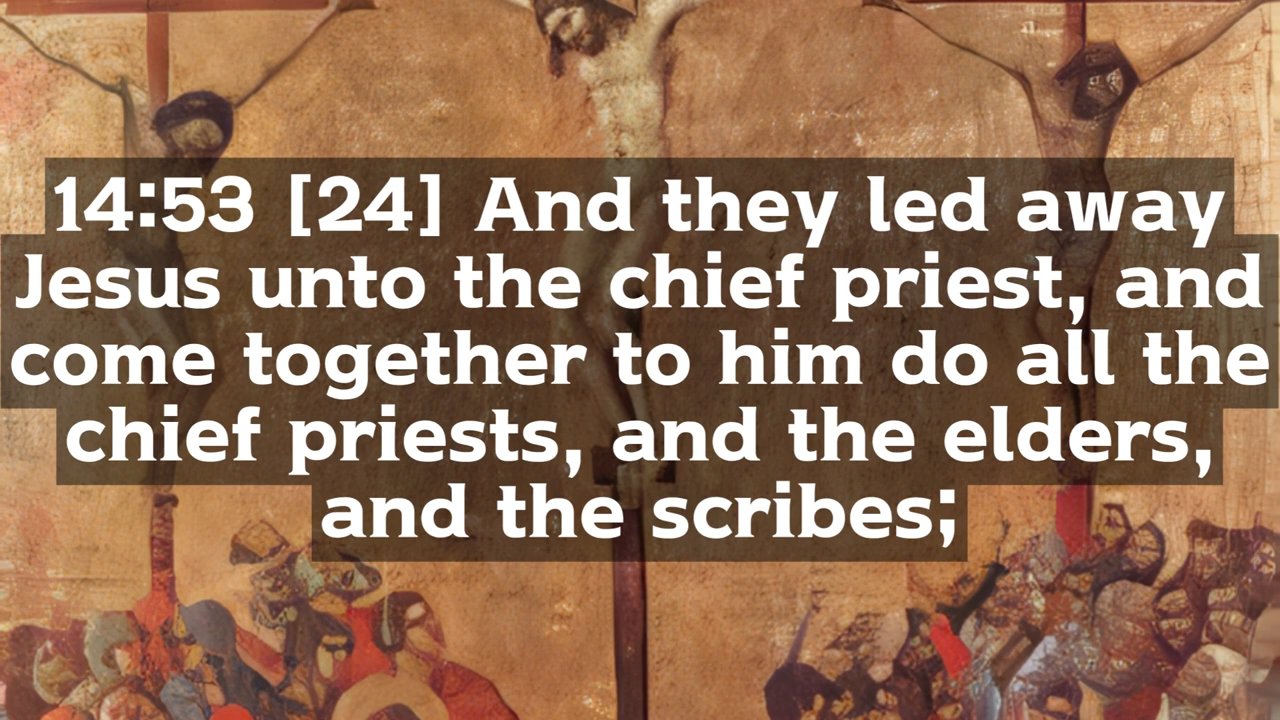 14:53 [24] And they led away
Jesus unto the chief priest, and
come together to him do all the
chief priests, and the elders,
and the scribes;